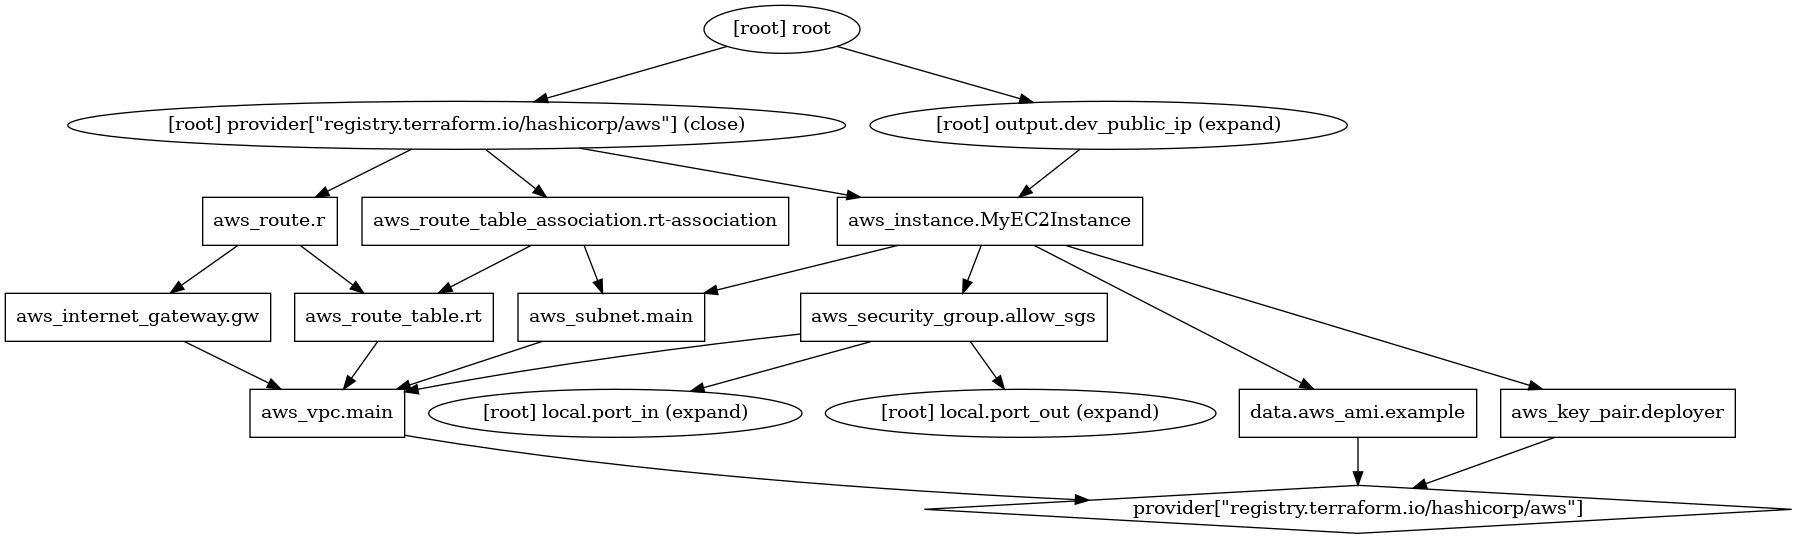 [root] root
[root] provider["registry.terraform.io/hashicorp/aws"] (close)
[root] output.dev_public_ip (expand)
aws_route.r
aws_route_table_association.rt-association
aws_instance.MyEC2Instance
aws_internet_gateway.gw
aws_route_table.rt
aws_subnet.main
aws_security_group.allow_sgs
aws_vpc.main
[root] local.port_in (expand)
[root] local.port_out (expand)
data.aws_ami.example
aws_key_pair.deployer
provider["registry.terraform.io/hashicorp/aws"]